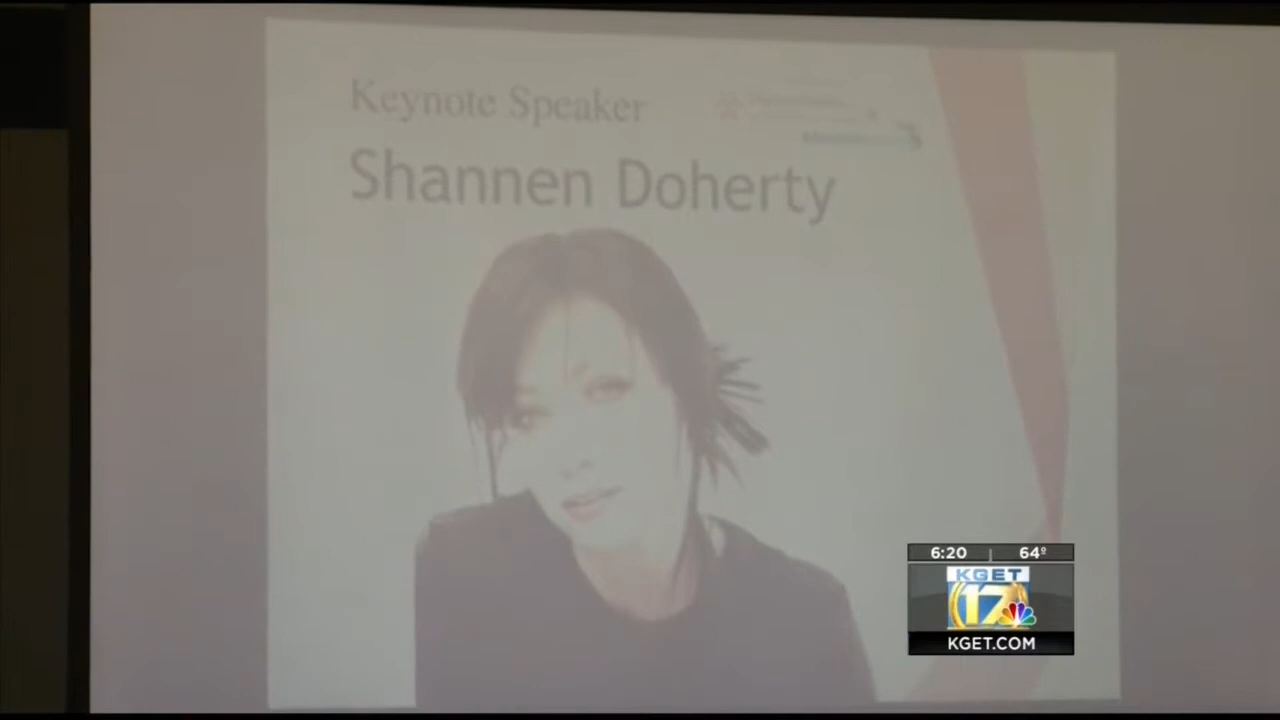 Keynote Speaker
Shannen Doherty
6:20 | 64º
KGET
17
KGET.COM